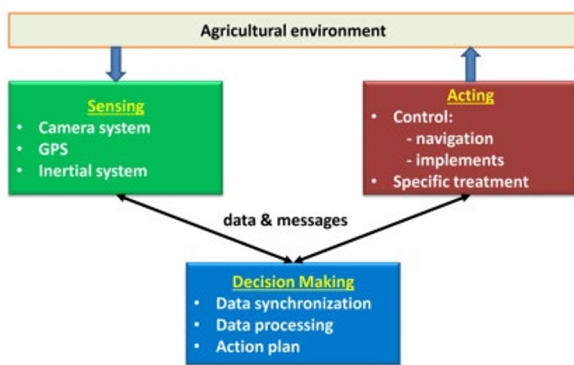 Agricultural environment
Sensing
• Camera system
• GPS
• Inertial system
Acting
• Control:
- navigation
- implements
• Specific treatment
data & messages
Decision Making
• Data synchronization
• Data processing
• Action plan